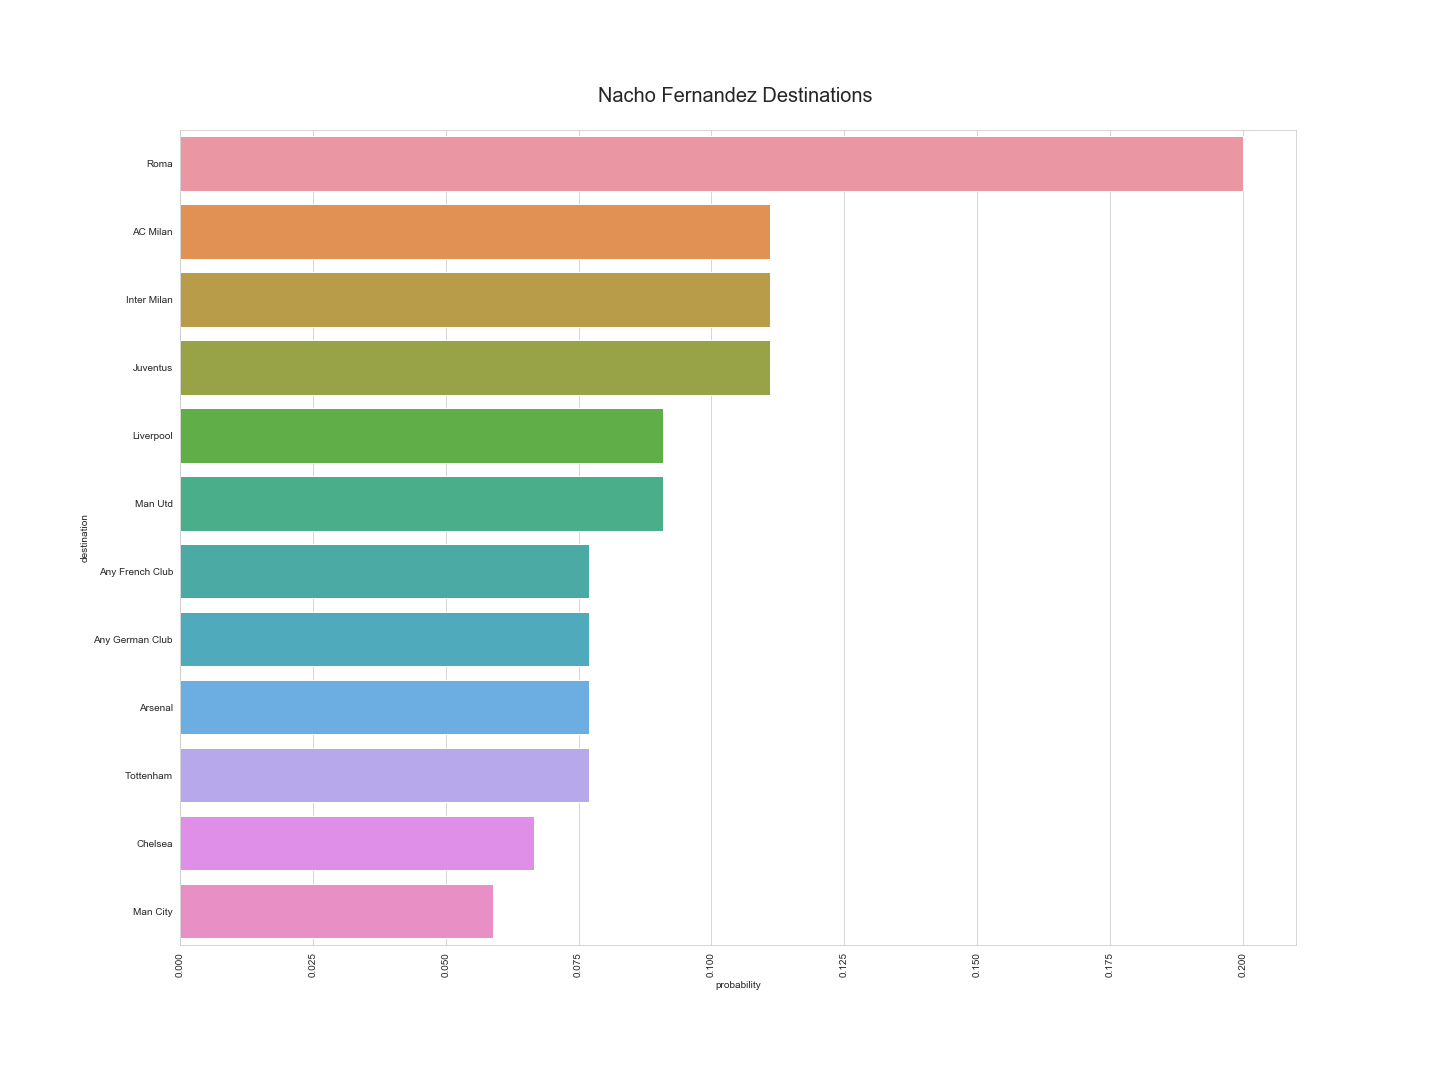 Nacho Fernandez Destinations
Roma
AC Milan
Inter Milan
Juventus
Liverpool
Man Utd
Any French Club
Any German Club
Arsenal
Tottenham
Chelsea
Man City
destination
0.000
0.025
0.050
0.075
0.100
0.125
0.150
0.175
0.200
probability